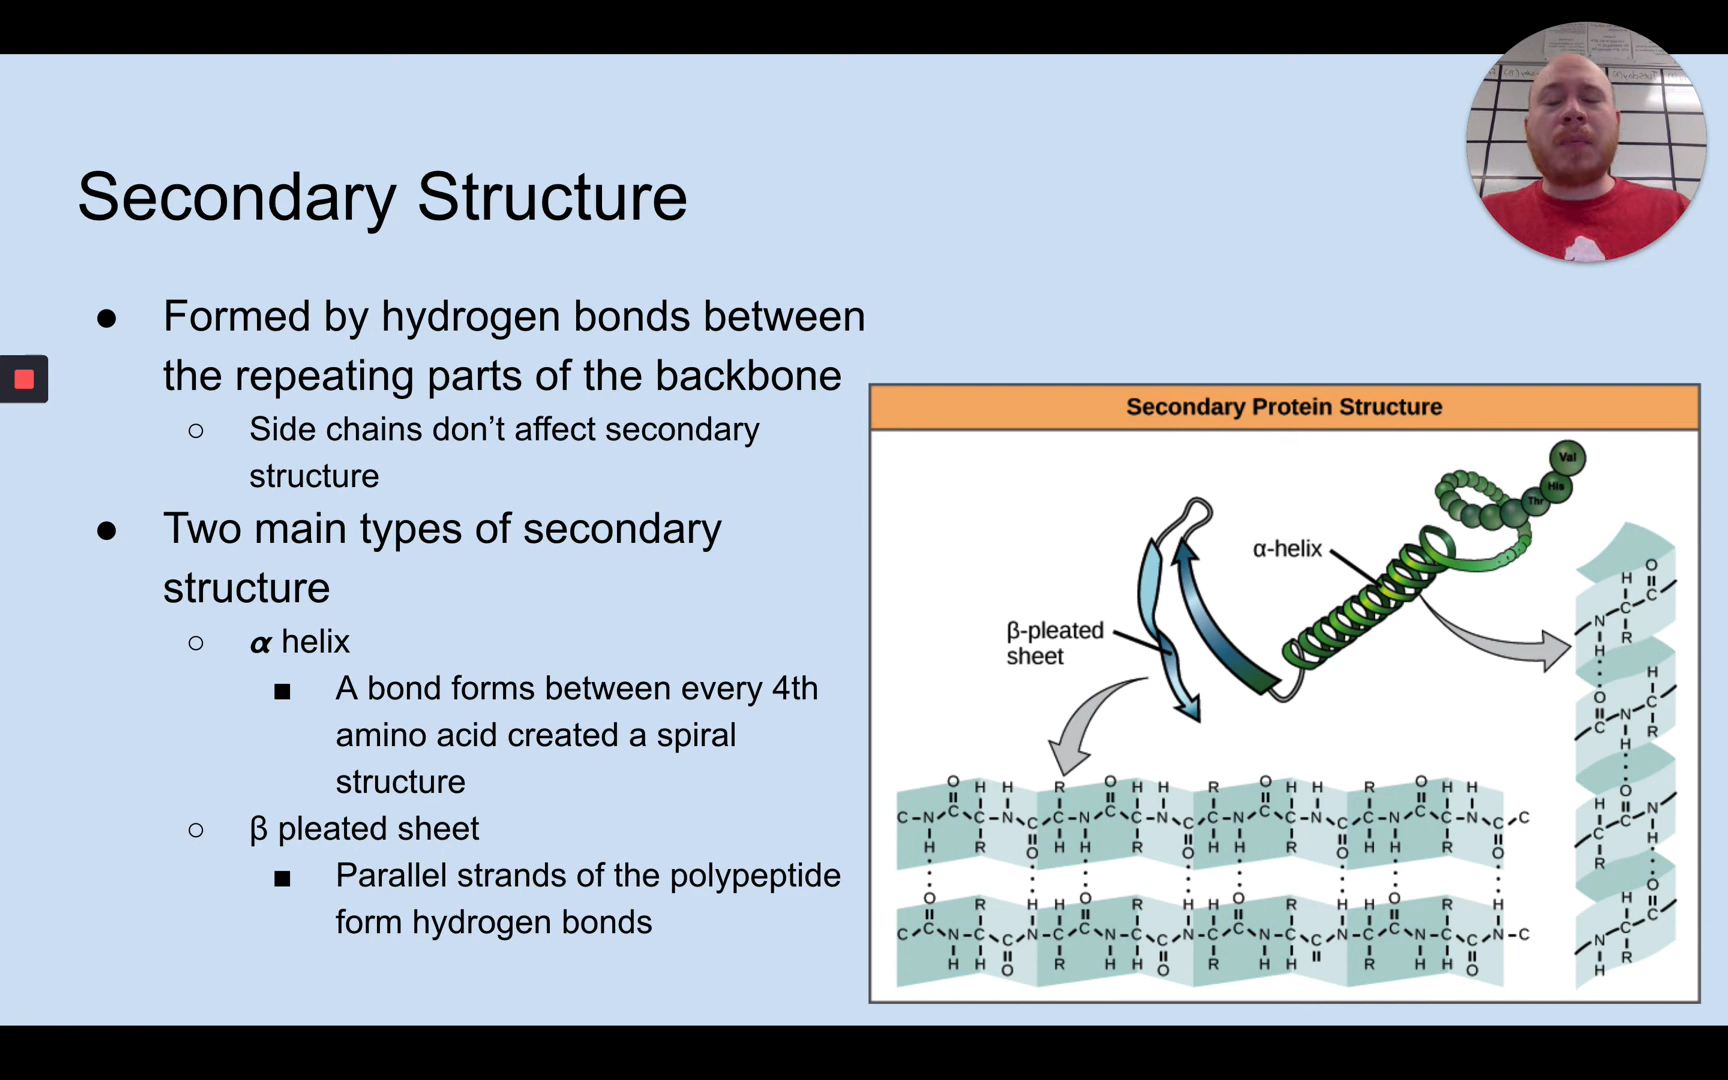 Secondary Structure
● Formed by hydrogen bonds between
the repeating parts of the backbone
○ Side chains don’t affect secondary
structure
● Two main types of secondary
structure
○ α helix
■ A bond forms between every 4th
amino acid created a spiral
structure
○ β pleated sheet
■ Parallel strands of the polypeptide
form hydrogen bonds
Secondary Protein Structure
Val
His
Thr
α-helix
β-pleated
sheet